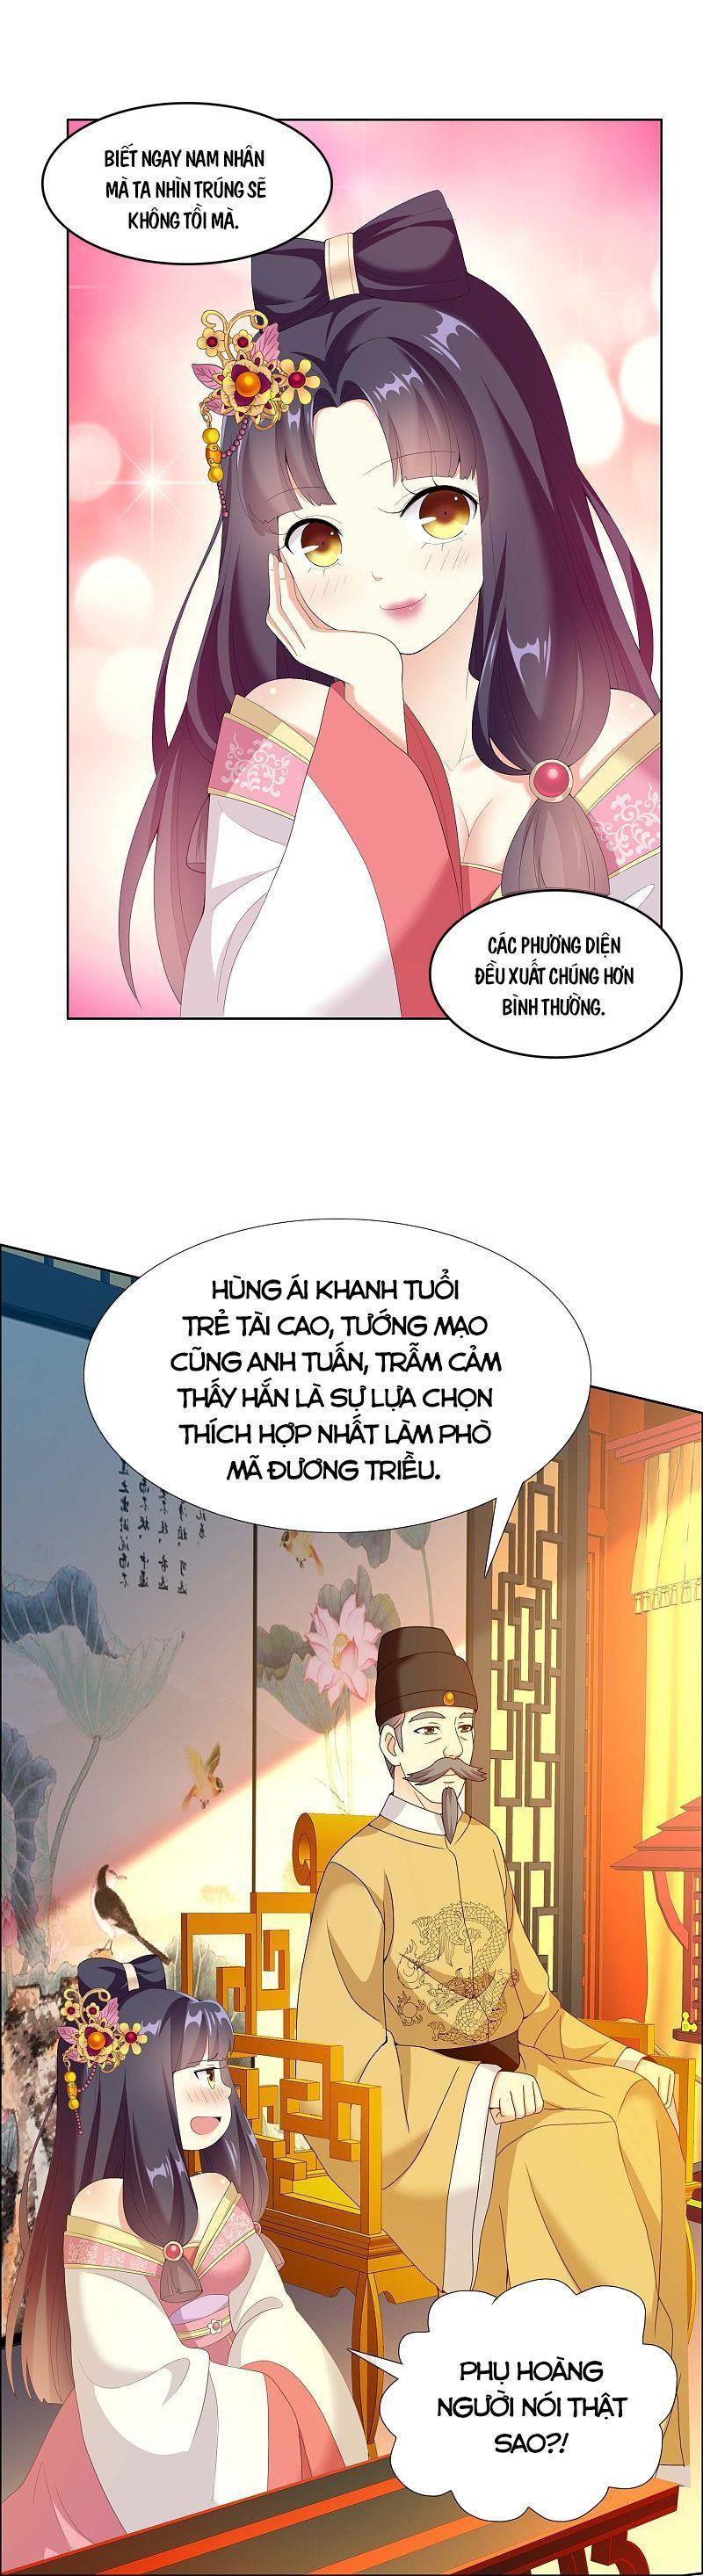 BIẾT NGAY NAM NHÂN
MÀ TA NHÌN TRÚNG SẼ
KHÔNG TỒI MÀ.
CÁC PHƯƠNG DIỆN
ĐỀU XUẤT CHÚNG HƠN
BÌNH THƯỜNG.
HÙNG ÁI KHANH TUỔI
TRẺ TÀI CAO, TƯỚNG MẠO
CŨNG ANH TUẤN, TRẪM CẢM
THẤY HẮN LÀ SỰ LỰA CHỌN
THÍCH HỢP NHẤT LÀM PHÒ
MÃ ĐƯƠNG TRIỀU.
PHỤ HOÀNG
NGƯỜI NÓI THẬT
SAO?!